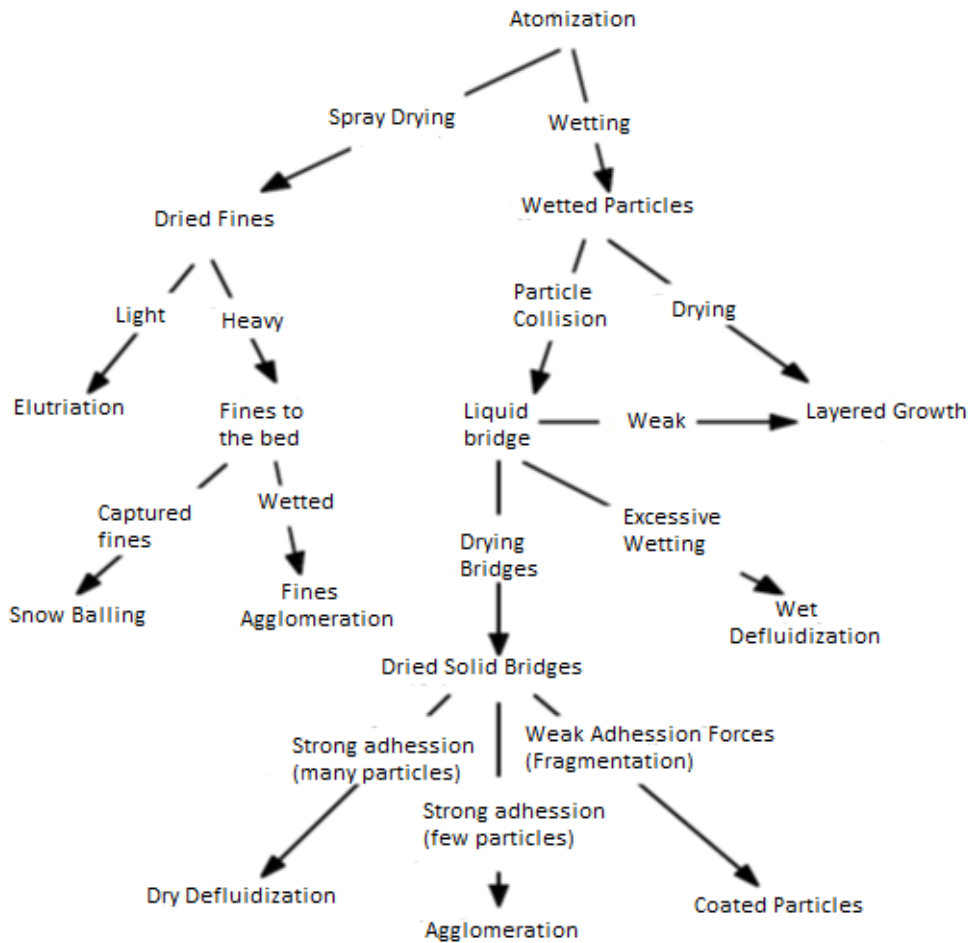 Atomization
Spray Drying
Wetting
Dried Fines
Wetted Particles
Light
Heavy
Particle
Collision
Drying
Elutriation
Fines to
the bed
Liquid
bridge
Weak
Layered Growth
Captured
fines
Wetted
Drying
Bridges
Excessive
Wetting
Snow Balling
Fines
Agglomeration
Wet
Defluidization
Dried Solid Bridges
Strong adhession
(many particles)
Weak Adhession Forces
(Fragmentation)
Strong adhession
(few particles)
Dry Defluidization
Agglomeration
Coated Particles